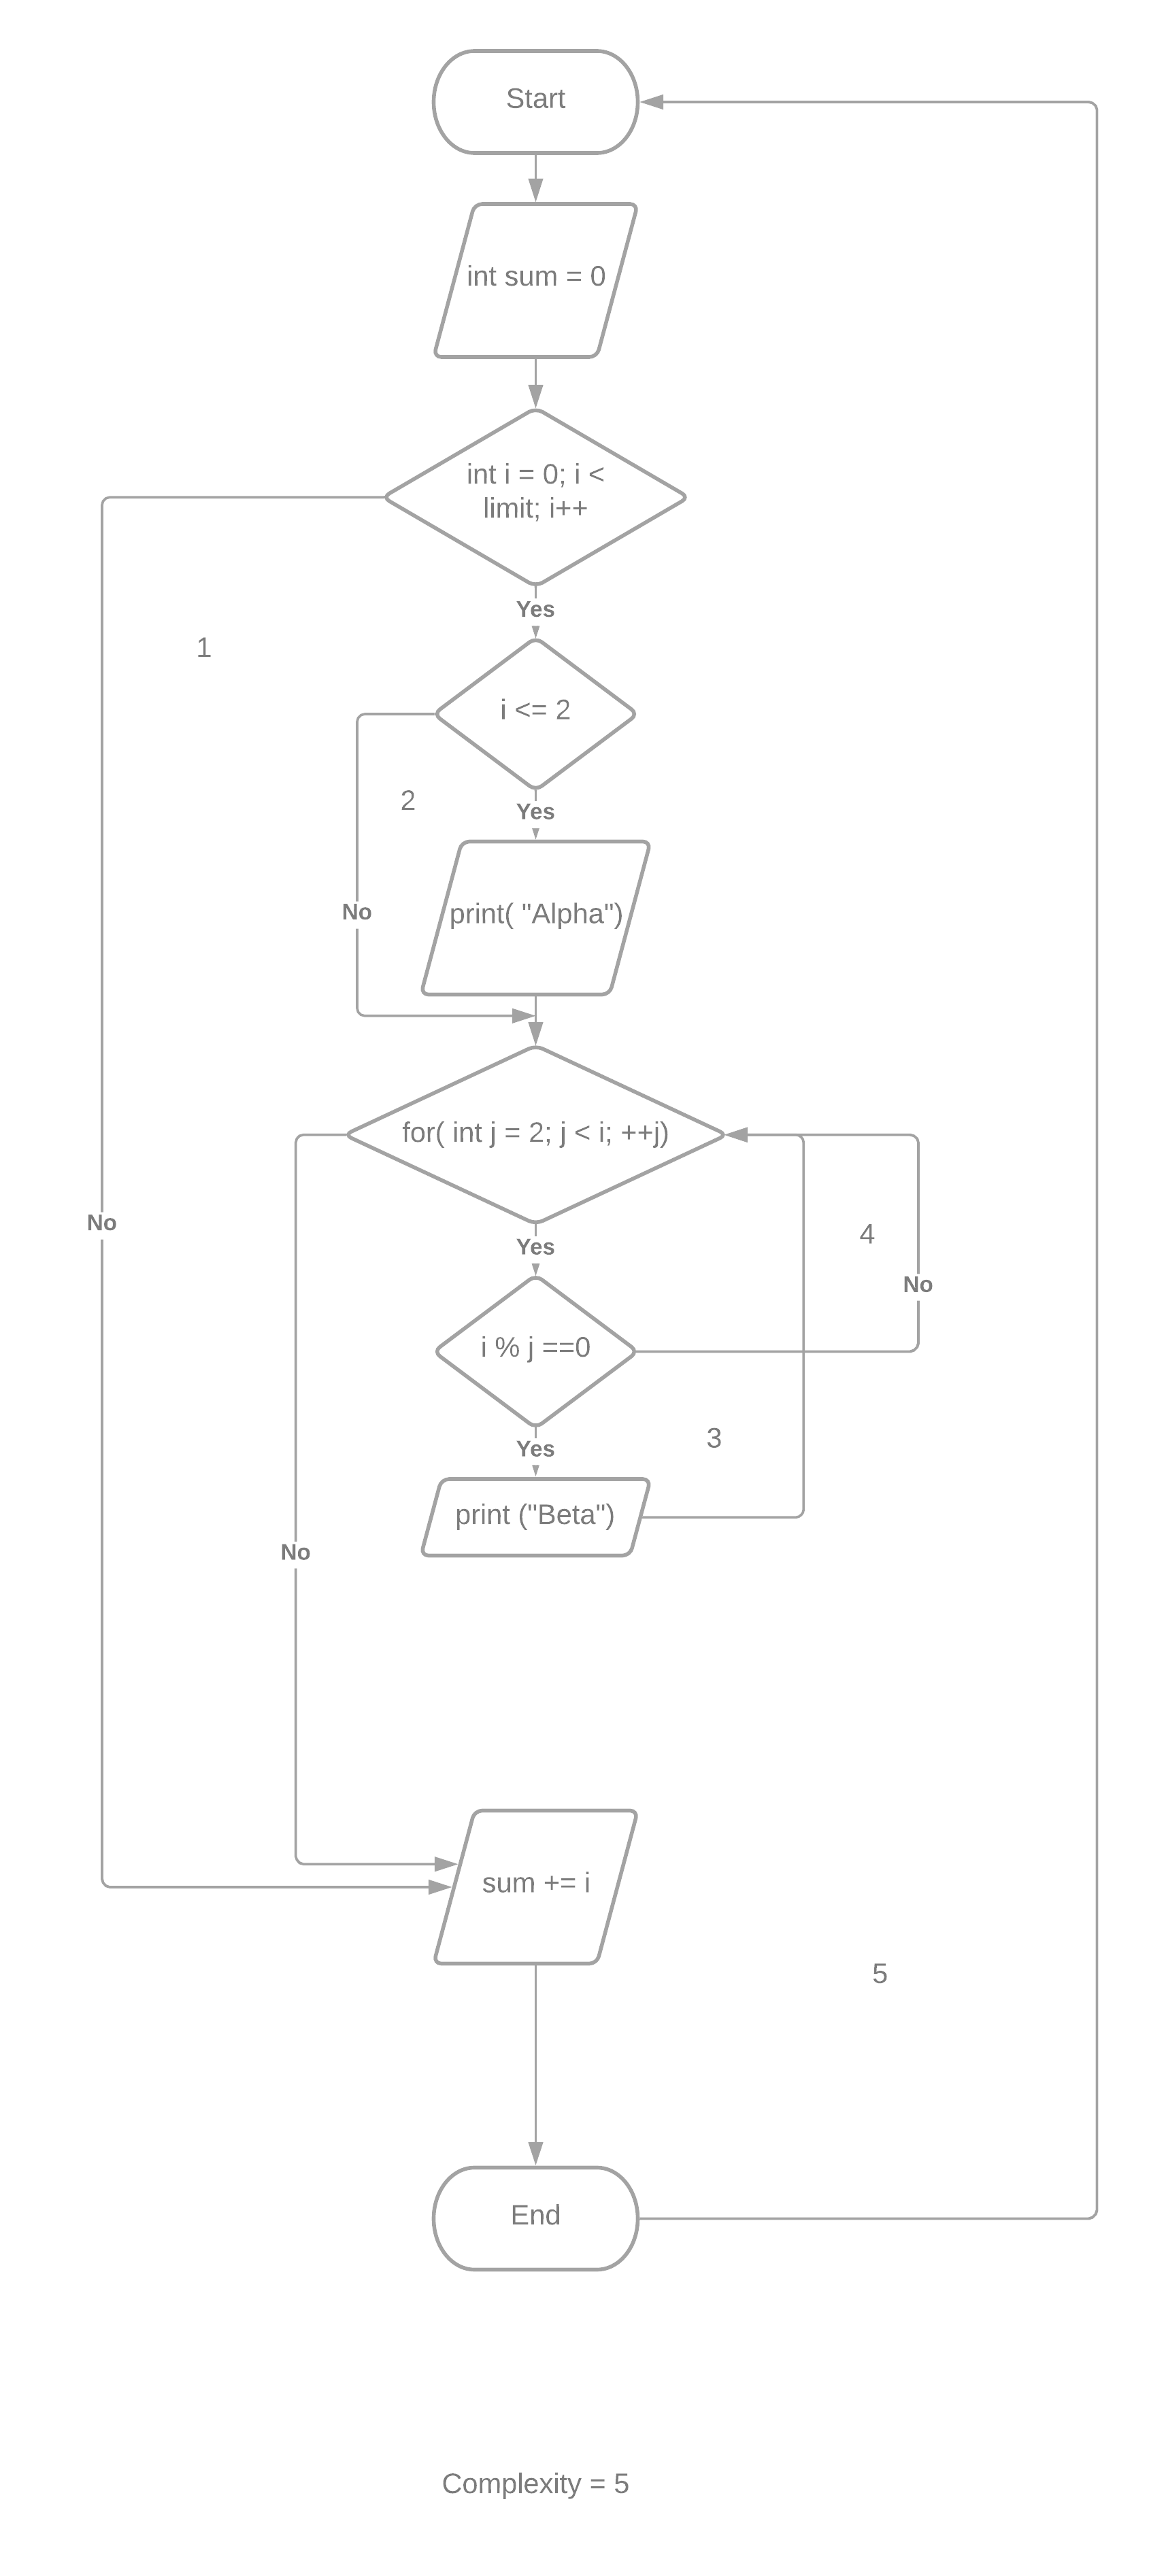 Start
int sum = 0
int i = 0; i <
limit; i++
Yes
1
i <= 2
2
Yes
No
print( "Alpha")
for( int j = 2; j < i; ++j)
No
4
Yes
No
i % j ==0
3
Yes
print ("Beta")
No
sum += i
5
End
Complexity = 5